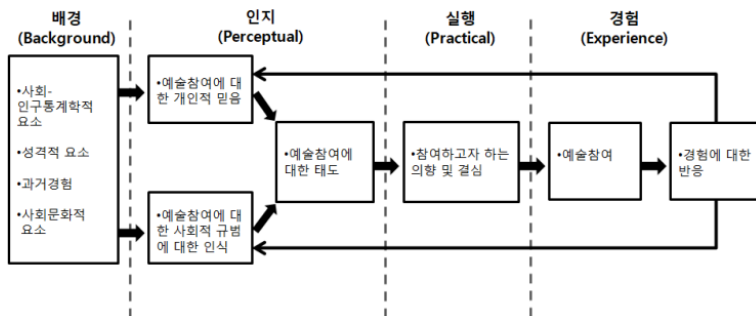 배경
(Background)
인지
(Perceptual)
실행
(Practical)
경험
(Experience)
•사회-
인구통계학적
요소
•성격적 요소
•과거경험
•사회문화적
요소
•예술참여에 대
한 개인적 믿음
•예술참여에 대
한 사회적 규범
에 대한 인식
•예술참여에
대한 태도
•참여하고자 하는
의향 및 결심
•예술참여
•경험에 대한
반응